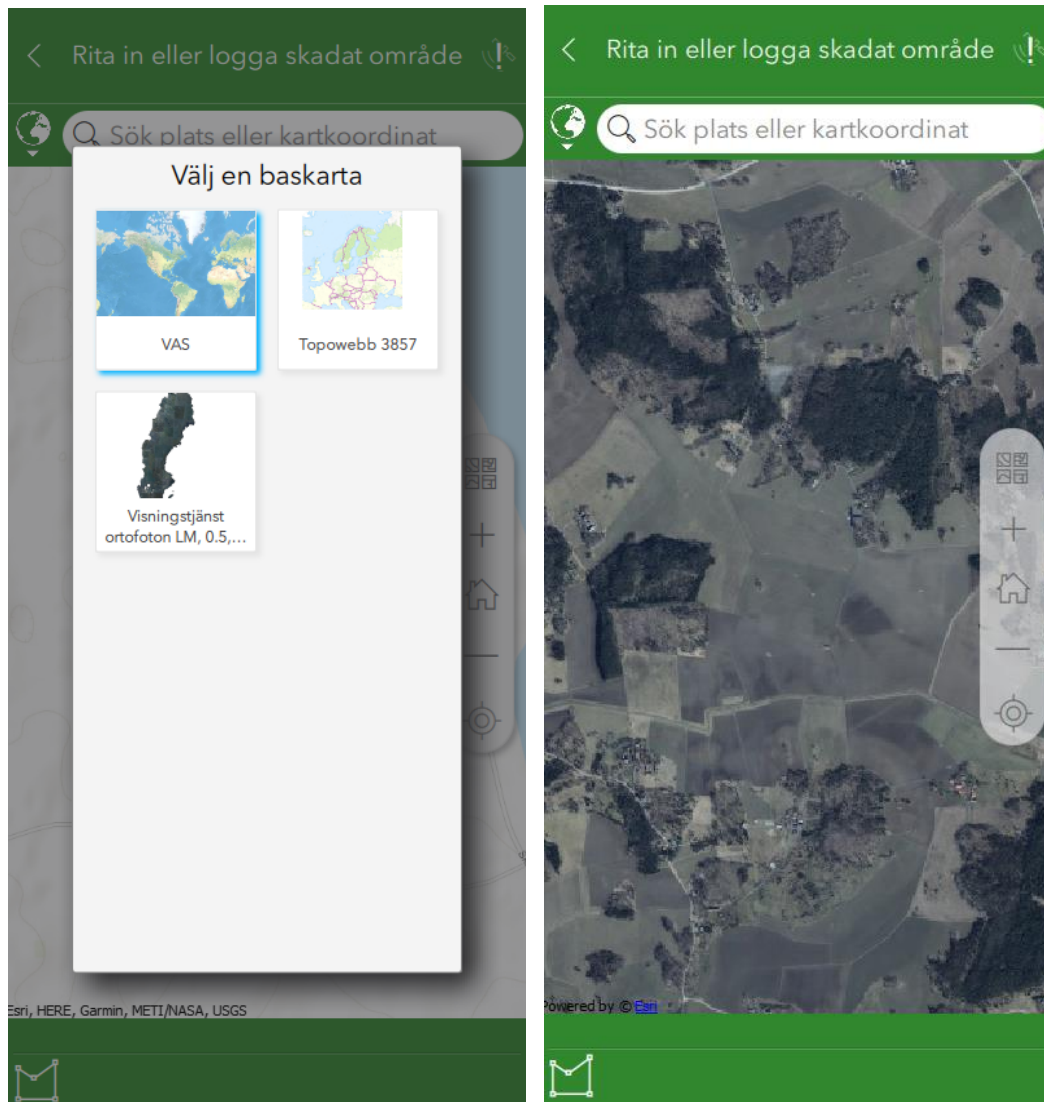 Rita in eller logga skadat område
Sök plats eller kartkoordinat
Välj en baskarta
VAS
Topowebb 3857
Visningstjänst
ortofoton LM, 0.5,...
Esri, HERE, Garmin, METI/NASA, USGS
Rita in eller logga skadat område
Sök plats eller kartkoordinat
Powered by © Esri